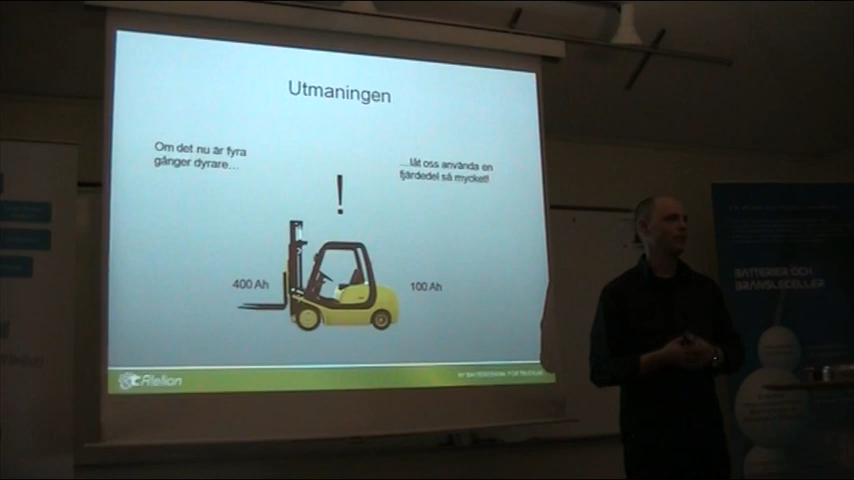 Utmaningen
Om det nu är fyra
gånger dyrare...
...låt oss använda en
fjärdedel så mycket!
!
400 Ah
100 Ah
Alelion
BATTERIER OCH
BRÄNSLECELLER